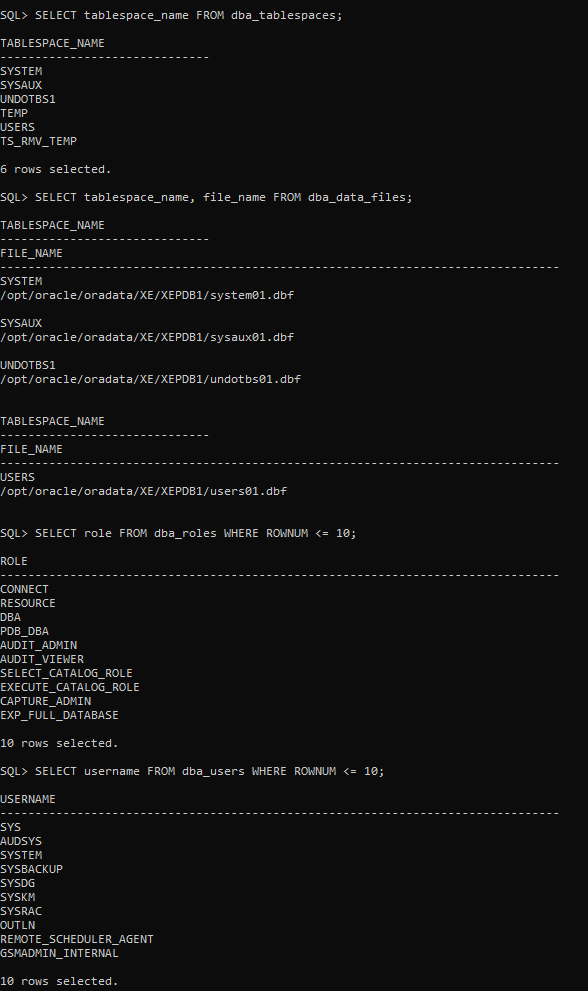 SQL> SELECT tablespace_name FROM dba_tablespaces;
TABLESPACE_NAME
------------------------------
SYSTEM
SYSAUX
UNDOTBS1
TEMP
USERS
TS_RMV_TEMP
6 rows selected.
SQL> SELECT tablespace_name, file_name FROM dba_data_files;
TABLESPACE_NAME
------------------------------
FILE_NAME
--------------------------------------------------------------------------------
SYSTEM
/opt/oracle/oradata/XE/XEPDB1/system01.dbf
SYSAUX
/opt/oracle/oradata/XE/XEPDB1/sysaux01.dbf
UNDOTBS1
/opt/oracle/oradata/XE/XEPDB1/undotbs01.dbf
TABLESPACE_NAME
------------------------------
FILE_NAME
--------------------------------------------------------------------------------
USERS
/opt/oracle/oradata/XE/XEPDB1/users01.dbf
SQL> SELECT role FROM dba_roles WHERE ROWNUM <= 10;
ROLE
--------------------------------------------------------------------------------
CONNECT
RESOURCE
DBA
PDB_DBA
AUDIT_ADMIN
AUDIT_VIEWER
SELECT_CATALOG_ROLE
EXECUTE_CATALOG_ROLE
CAPTURE_ADMIN
EXP_FULL_DATABASE
10 rows selected.
SQL> SELECT username FROM dba_users WHERE ROWNUM <= 10;
USERNAME
--------------------------------------------------------------------------------
SYS
AUDSYS
SYSTEM
SYSBACKUP
SYSDG
SYSKM
SYSRAC
OUTLN
REMOTE_SCHEDULER_AGENT
GSMADMIN_INTERNAL
10 rows selected.